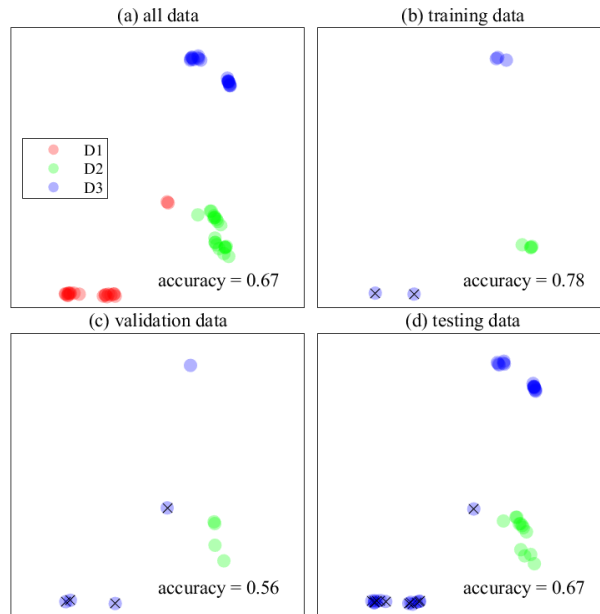 (a) all data
(b) training data
D1
D2
D3
accuracy = 0.67
accuracy = 0.78
(c) validation data
(d) testing data
accuracy = 0.56
accuracy = 0.67